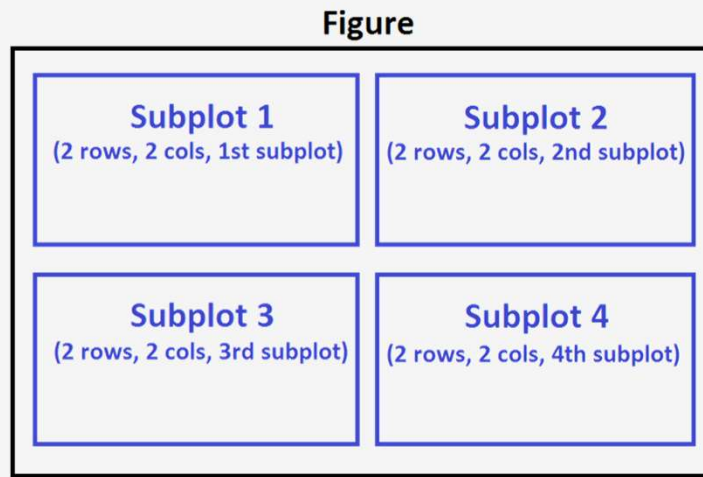 Figure
Subplot 1
(2 rows, 2 cols, 1st subplot)
Subplot 2
(2 rows, 2 cols, 2nd subplot)
Subplot 3
(2 rows, 2 cols, 3rd subplot)
Subplot 4
(2 rows, 2 cols, 4th subplot)